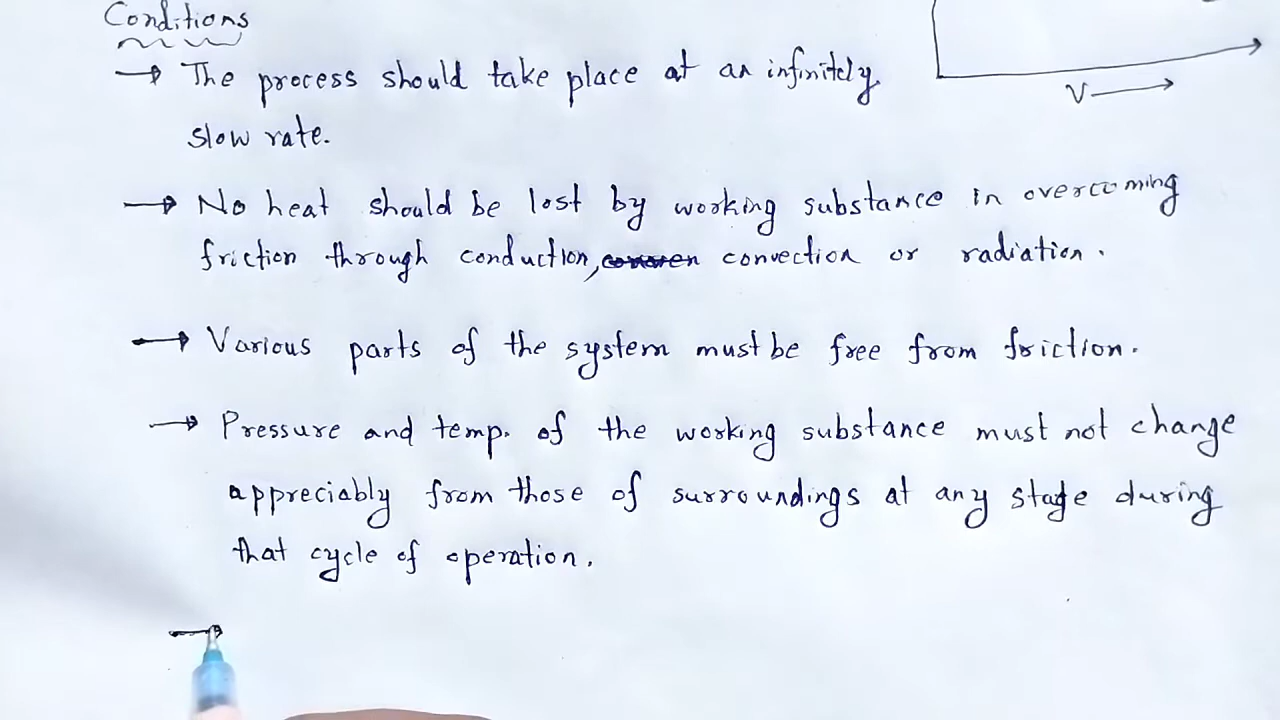 Conditions
→ The process should take place at an infinitely
slow rate.
V →
→ No heat should be lost by working substance in overcoming
friction through conduction, convection or radiation.
→ Various parts of the system must be free from friction.
→ Pressure and temp. of the working substance must not change
appreciably from those of surroundings at any stage during
that cycle of operation.
→